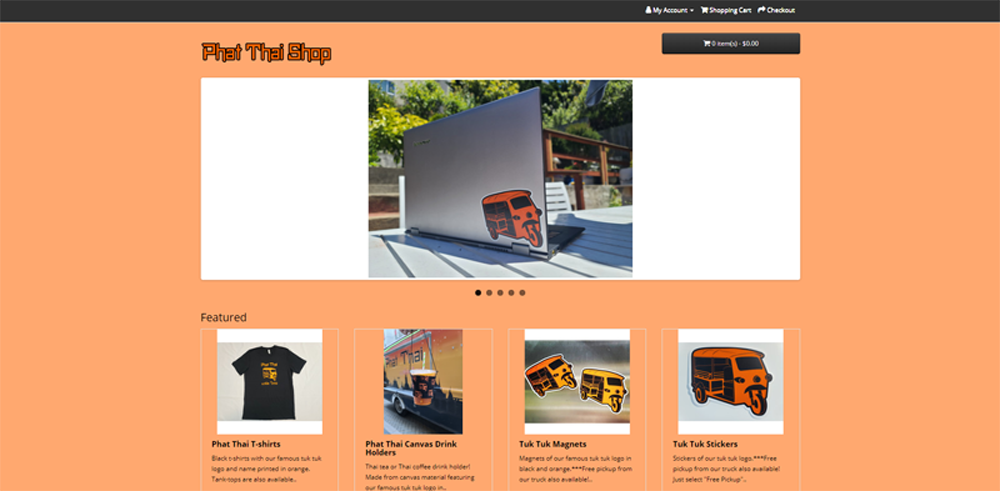 My Account Shopping Cart Checkout
Phat Thai Shop
0 item(s) - $0.00
Featured
Phat Thai
Phat Thai
Phat Thai T-shirts
Black t-shirts with our famous tuk tuk
logo and name printed in orange.
Tank-tops are also available..
Phat Thai Canvas Drink
Holders
Thai tea or Thai coffee drink holder!
Made from canvas material featuring
our famous tuk tuk logo in..
Tuk Tuk Magnets
Magnets of our famous tuk tuk logo in
black and orange.***Free pickup from
our truck also available!..
Tuk Tuk Stickers
Stickers of our tuk tuk logo.***Free
pickup from our truck also available!
Just select "Free Pickup"..